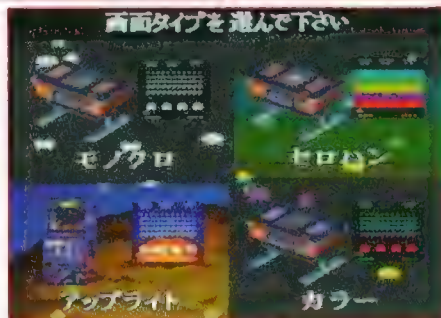 画面タイプを選んで下さい
モノクロ
セロハン
アップライト
カラー